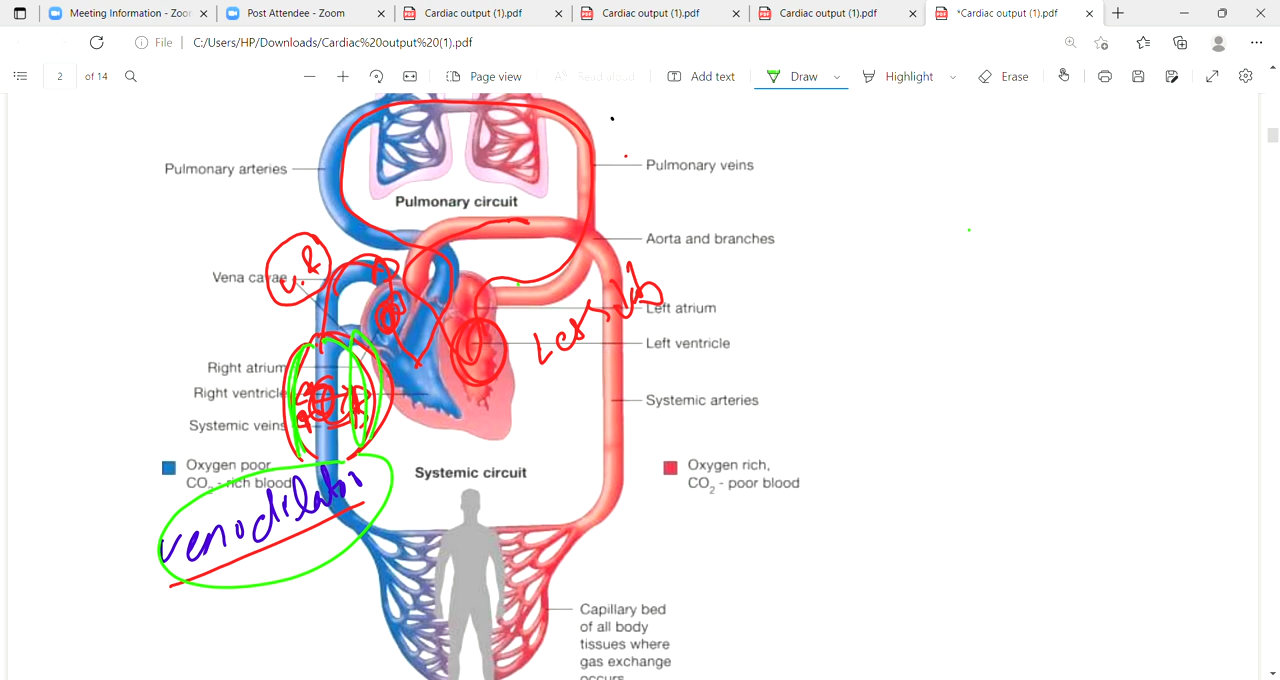 Meeting Information - Zoor
Post Attendee - Zoom
Cardiac output (1).pdf
Cardiac output (1).pdf
Cardiac output (1).pdf
*Cardiac output (1).pdf
File
C:/Users/HP/Downloads/Cardiac%20output%20(1).pdf
2 of 14
Page view
Read aloud
Add text
Draw
Highlight
Erase
Pulmonary arteries
Pulmonary veins
Pulmonary circuit
Aorta and branches
V.R
Vena cavae
Left atrium
Left ventricle
Right atrium
Right ventricle
Systemic arteries
Systemic veins
Oxygen poor
CO2 - rich blood
Systemic circuit
Oxygen rich,
CO2 - poor blood
venodilator
Capillary bed
of all body
tissues where
gas exchange
occurs